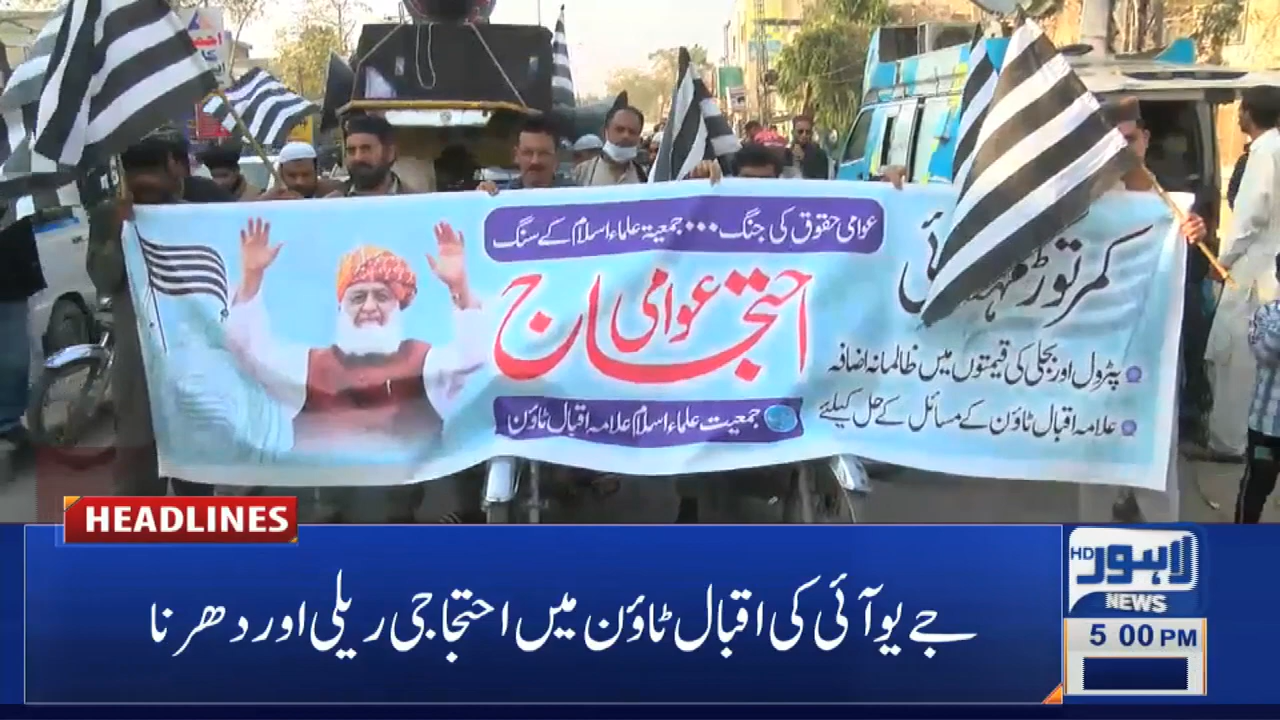 عوامی حقوق کی جنگ ... جمعیۃ علماء اسلام کے سنگ
احتجاج
عوامی
کمر توڑ
پٹرول اور بجلی کی قیمتوں میں ظالمانہ اضافہ
علامہ اقبال ٹاؤن کے مسائل کے حل کیلئے
جمعیت علماء اسلام علامہ اقبال ٹاؤن
HEADLINES
جے یو آئی کی اقبال ٹاؤن میں احتجاجی ریلی اور دھرنا
HD لاہور
NEWS
5 00 PM